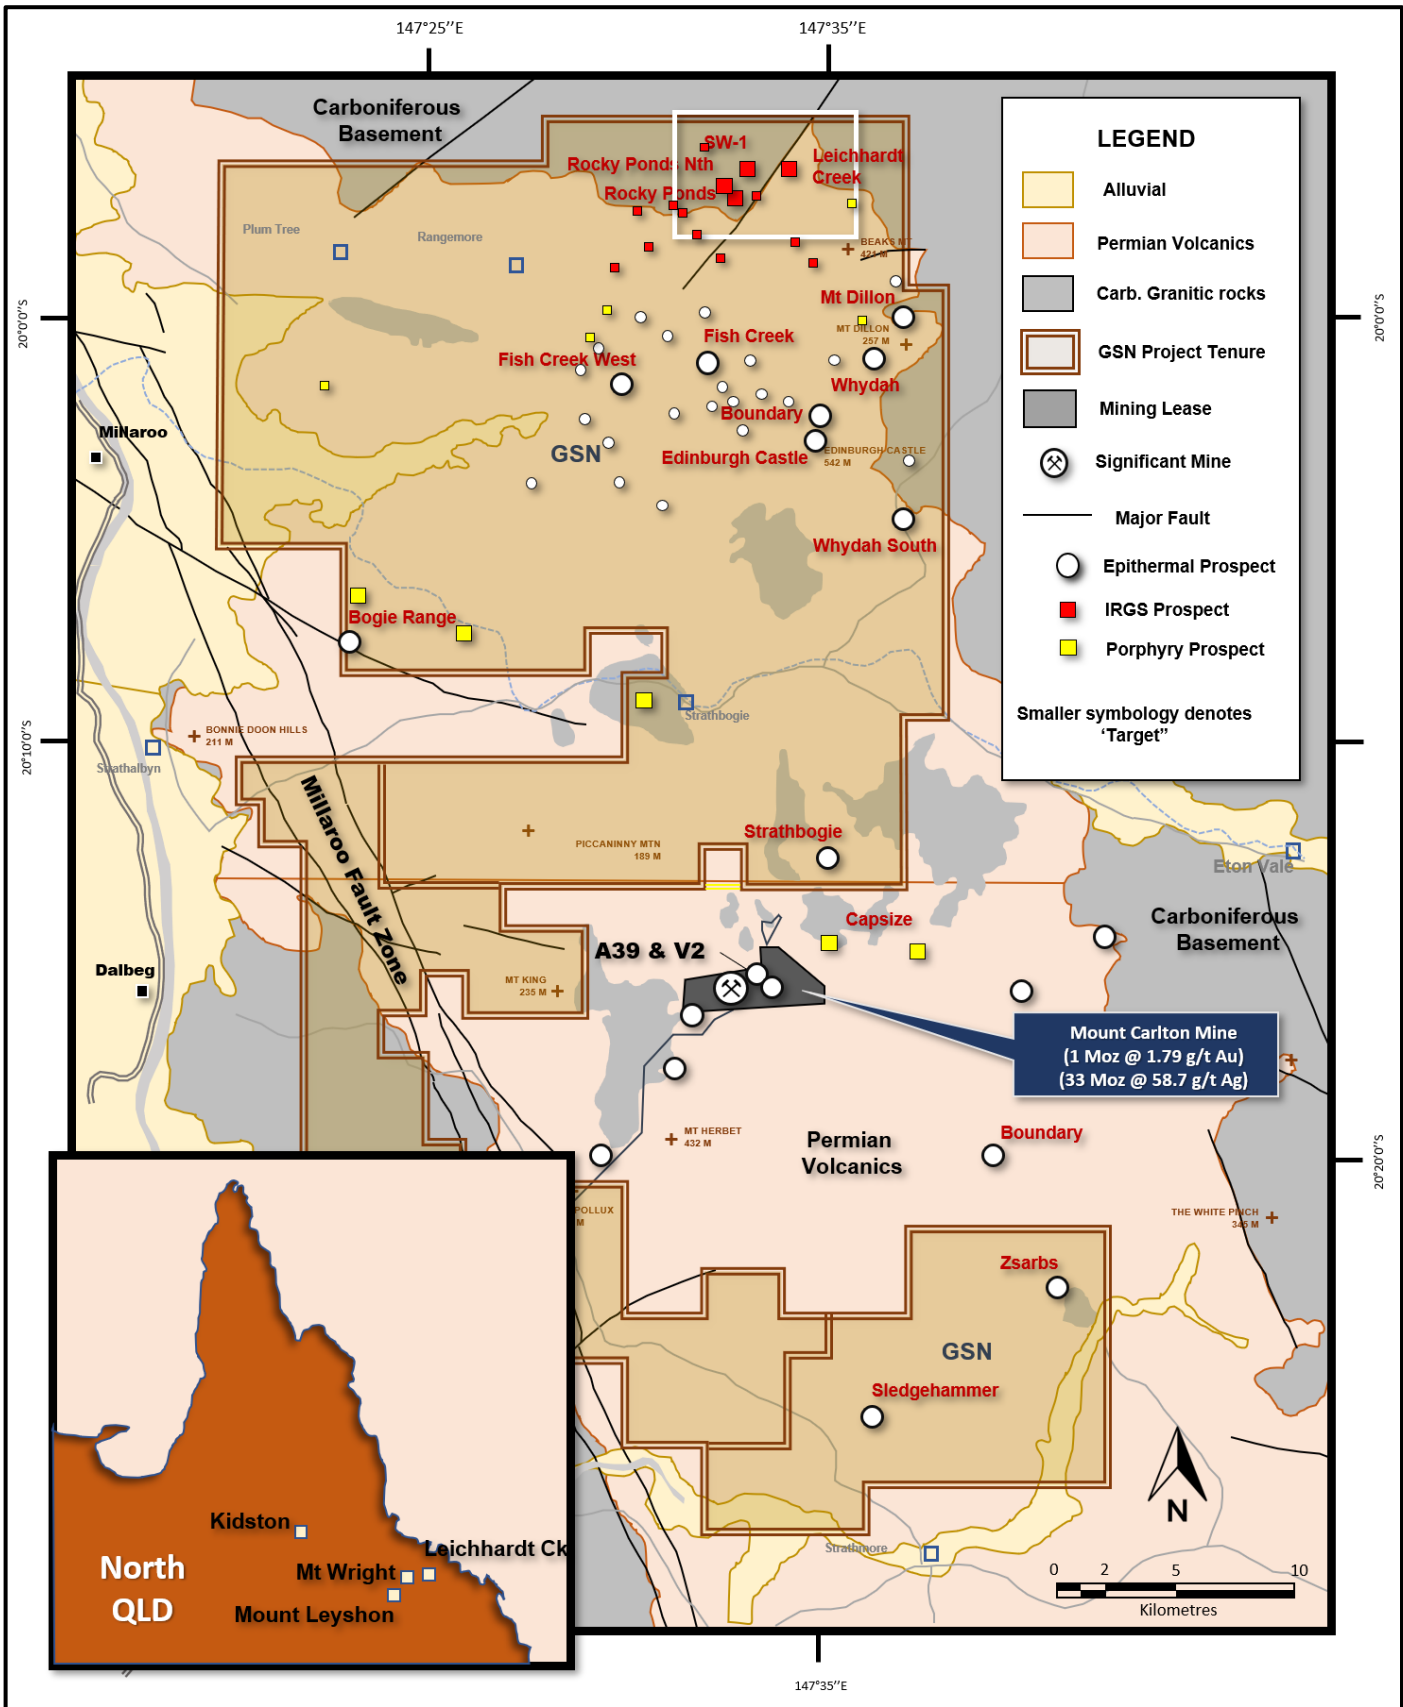 147°25’’E
147°35’’E
Carboniferous
Basement
SW-1
Rocky Ponds Nth
Leichhardt
Creek
Rocky Ponds
Plum Tree
Rangemore
BEAKS MT
421 M
Mt Dillon
MT DILLON
257 M
Fish Creek
Fish Creek West
Whydah
Boundary
Edinburgh Castle
EDINBURGH CASTLE
542 M
GSN
Whydah South
Millaroo
20°0’0’’S
20°0’0’’S
LEGEND
Alluvial
Permian Volcanics
Carb. Granitic rocks
GSN Project Tenure
Mining Lease
Significant Mine
Major Fault
Epithermal Prospect
IRGS Prospect
Porphyry Prospect
Smaller symbology denotes
‘Target”
Bogie Range
Strathbogie
BONNIE DOON HILLS
211 M
Strathalbyn
20°10’0’’S
Millaroo Fault Zone
PICCANINNY MTN
189 M
Strathbogie
Eton Vale
Capsize
Carboniferous
Basement
A39 & V2
Dalbeg
MT KING
235 M
Mount Carlton Mine
(1 Moz @ 1.79 g/t Au)
(33 Moz @ 58.7 g/t Ag)
MT HERBET
432 M
Permian
Volcanics
Boundary
20°20’0’’S
POLLUX
M
THE WHITE PINCH
345 M
Zsarbs
GSN
Sledgehammer
Strathmore
N
0 2 5 10
Kilometres
147°35’’E
Kidston
Leichhardt Ck
Mt Wright
Mount Leyshon
North
QLD